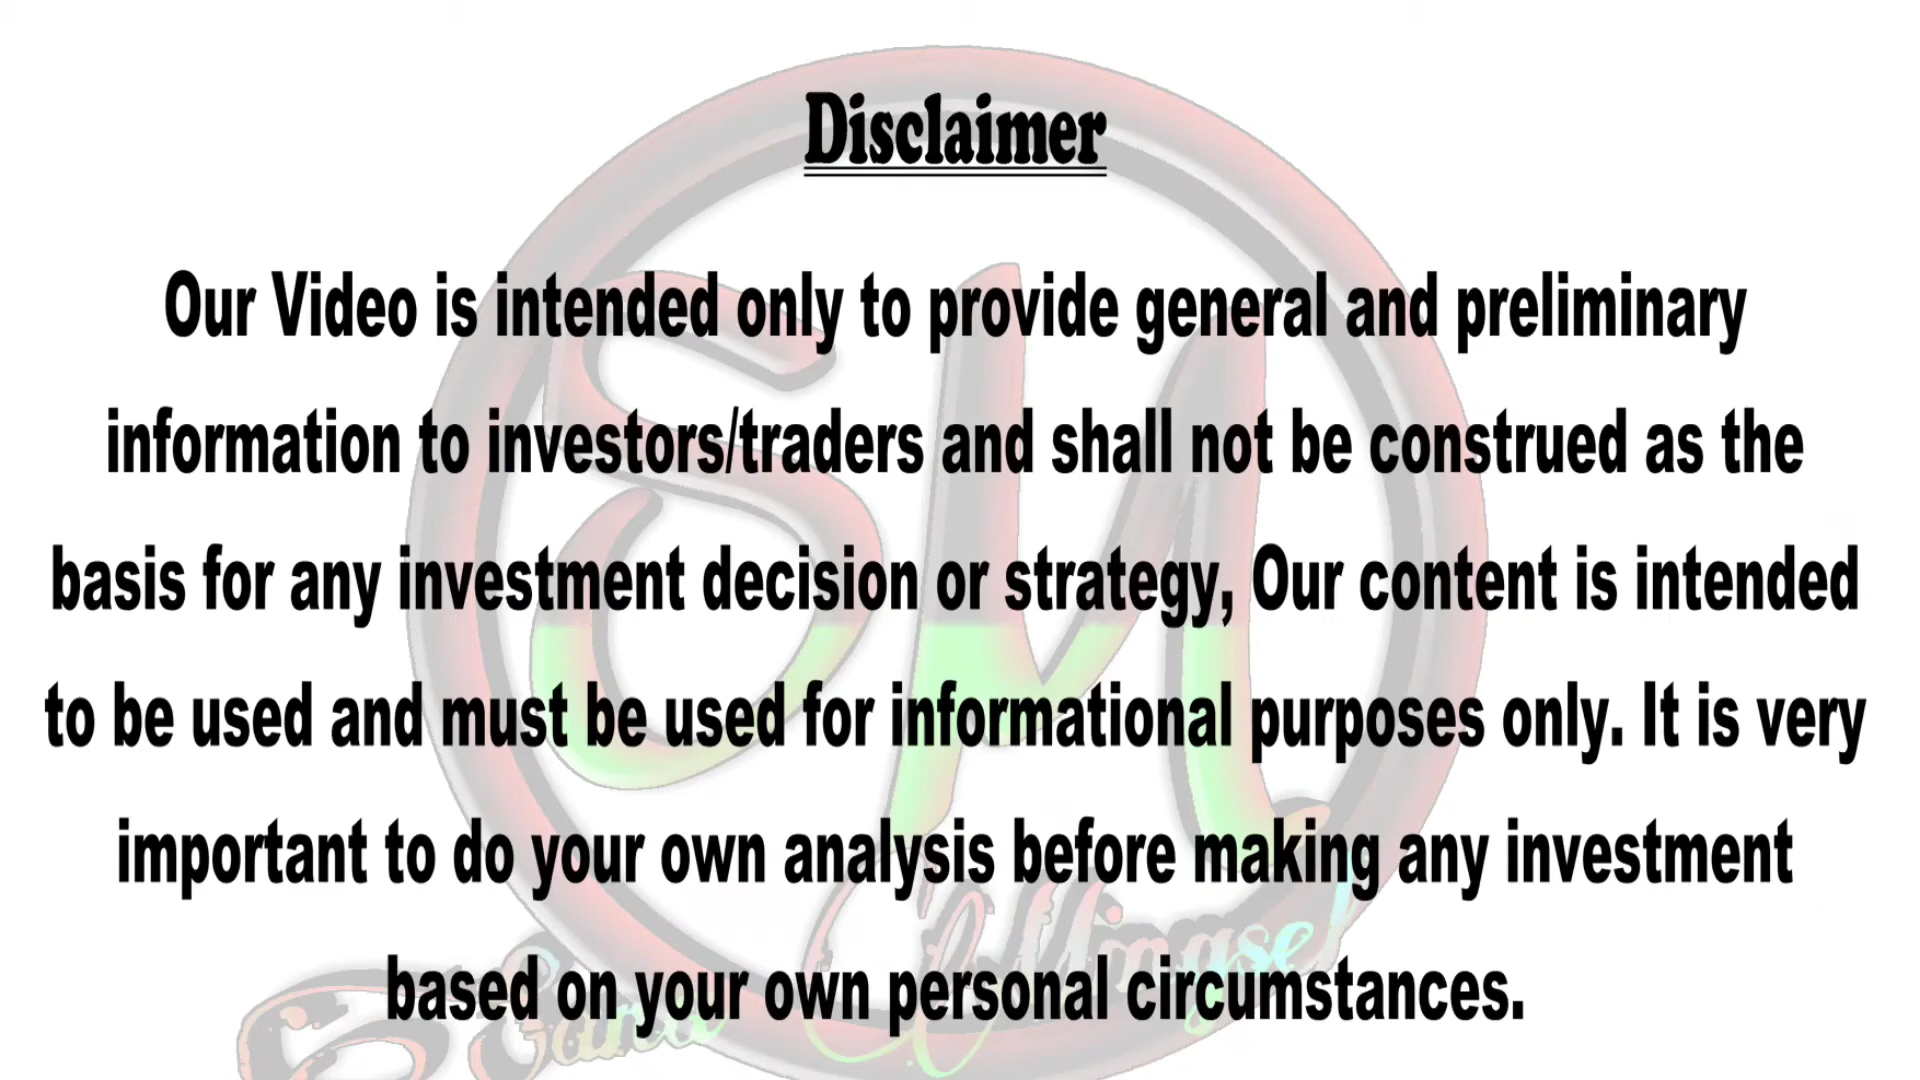 Disclaimer
Our Video is intended only to provide general and preliminary
information to investors/traders and shall not be construed as the
basis for any investment decision or strategy, Our content is intended
to be used and must be used for informational purposes only. It is very
important to do your own analysis before making any investment
based on your own personal circumstances.
SM